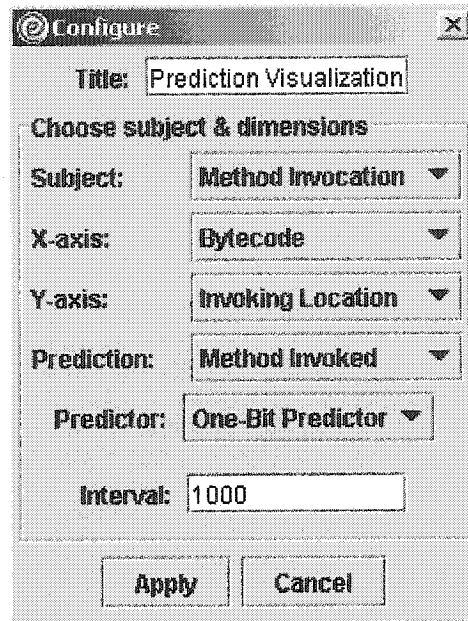 Configure
Title: Prediction Visualization
Choose subject & dimensions
Subject: Method Invocation
X-axis: Bytecode
Y-axis: Invoking Location
Prediction: Method Invoked
Predictor: One-Bit Predictor
Interval: 1000
Apply Cancel